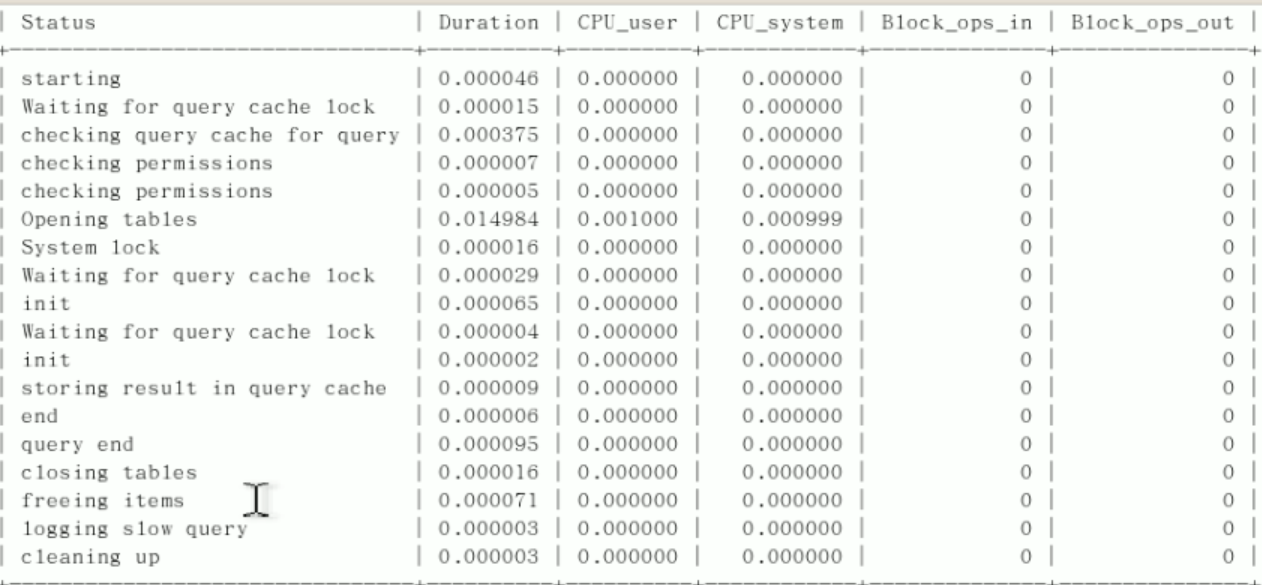 | Status | Duration | CPU_user | CPU_system | Block_ops_in | Block_ops_out |
| starting | 0.000046 | 0.000000 | 0.000000 | 0 | 0 |
| Waiting for query cache lock | 0.000015 | 0.000000 | 0.000000 | 0 | 0 |
| checking query cache for query | 0.000375 | 0.000000 | 0.000000 | 0 | 0 |
| checking permissions | 0.000007 | 0.000000 | 0.000000 | 0 | 0 |
| checking permissions | 0.000005 | 0.000000 | 0.000000 | 0 | 0 |
| Opening tables | 0.014984 | 0.001000 | 0.000999 | 0 | 0 |
| System lock | 0.000016 | 0.000000 | 0.000000 | 0 | 0 |
| Waiting for query cache lock | 0.000029 | 0.000000 | 0.000000 | 0 | 0 |
| init | 0.000065 | 0.000000 | 0.000000 | 0 | 0 |
| Waiting for query cache lock | 0.000004 | 0.000000 | 0.000000 | 0 | 0 |
| init | 0.000002 | 0.000000 | 0.000000 | 0 | 0 |
| storing result in query cache | 0.000009 | 0.000000 | 0.000000 | 0 | 0 |
| end | 0.000006 | 0.000000 | 0.000000 | 0 | 0 |
| query end | 0.000095 | 0.000000 | 0.000000 | 0 | 0 |
| closing tables | 0.000016 | 0.000000 | 0.000000 | 0 | 0 |
| freeing items | 0.000071 | 0.000000 | 0.000000 | 0 | 0 |
| logging slow query | 0.000003 | 0.000000 | 0.000000 | 0 | 0 |
| cleaning up | 0.000003 | 0.000000 | 0.000000 | 0 | 0 |